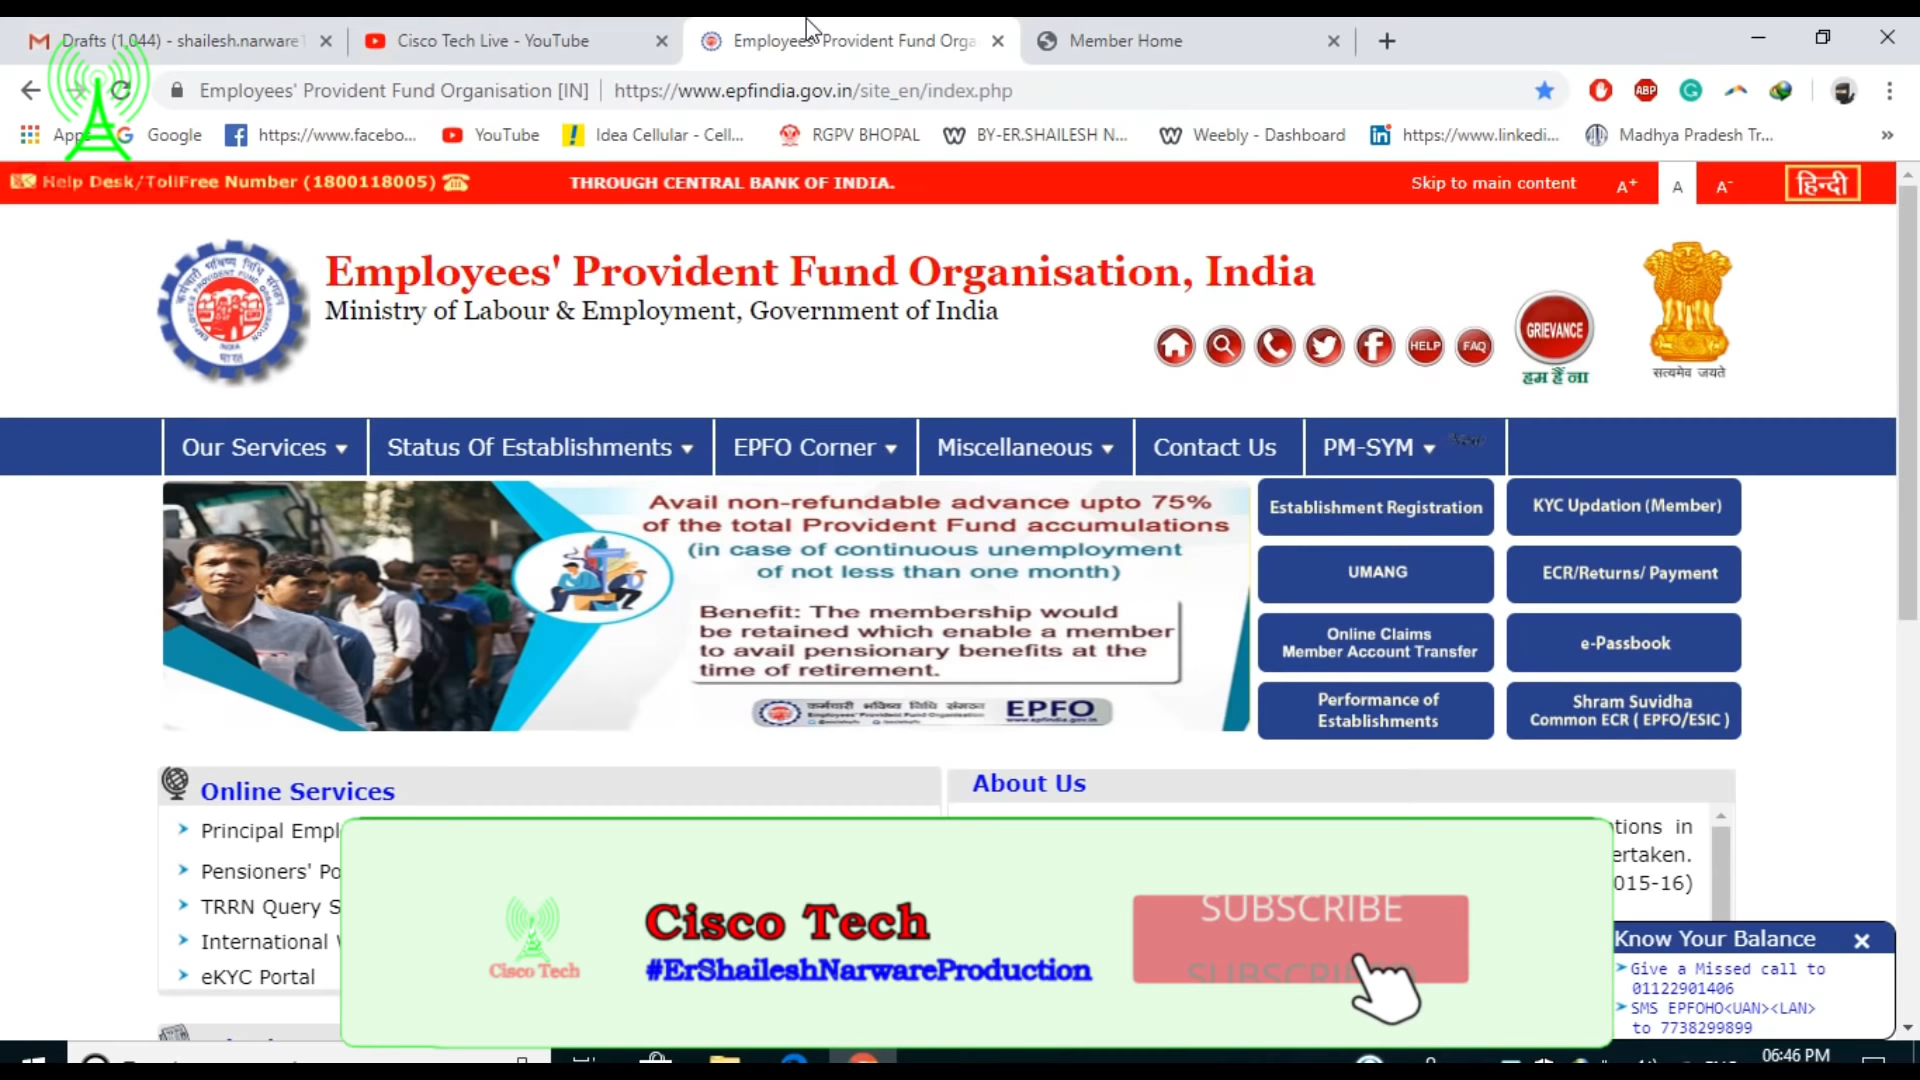 Drafts (1,044) - shailesh.narware
Cisco Tech Live - YouTube
Employees' Provident Fund Orga
Member Home
Employees' Provident Fund Organisation [IN]
https://www.epfindia.gov.in/site_en/index.php
ABP
Apps
Google
https://www.facebo...
YouTube
Idea Cellular - Cell...
RGPV BHOPAL
BY-ER.SHAILESH N...
Weebly - Dashboard
https://www.linkedi...
Madhya Pradesh Tr...
Help Desk/TollFree Number (1800118005)
THROUGH CENTRAL BANK OF INDIA.
Skip to main content
A+
A
A-
हिन्दी
Employees' Provident Fund Organisation, India
Ministry of Labour & Employment, Government of India
HELP
FAQ
GRIEVANCE
हम हैं ना
सत्यमेव जयते
Our Services
Status Of Establishments
EPFO Corner
Miscellaneous
Contact Us
PM-SYM
Avail non-refundable advance upto 75%
of the total Provident Fund accumulations
(in case of continuous unemployment
of not less than one month)
Benefit: The membership would
be retained which enable a member
to avail pensionary benefits at the
time of retirement.
कर्मचारी भविष्य निधि संगठन
EPFO
www.epfindia.gov.in
Establishment Registration
KYC Updation (Member)
UMANG
ECR/Returns/ Payment
Online Claims
Member Account Transfer
e-Passbook
Performance of
Establishments
Shram Suvidha
Common ECR ( EPFO/ESIC )
Online Services
Principal Empl
Pensioners' Po
TRRN Query S
International W
eKYC Portal
About Us
tions in
ertaken.
015-16)
Cisco Tech
Cisco Tech
#ErShaileshNarwareProduction
SUBSCRIBE
SUBSCRIBED
Know Your Balance
Give a Missed call to
01122901406
SMS EPFOHO<UAN><LAN>
to 7738299899
06:46 PM